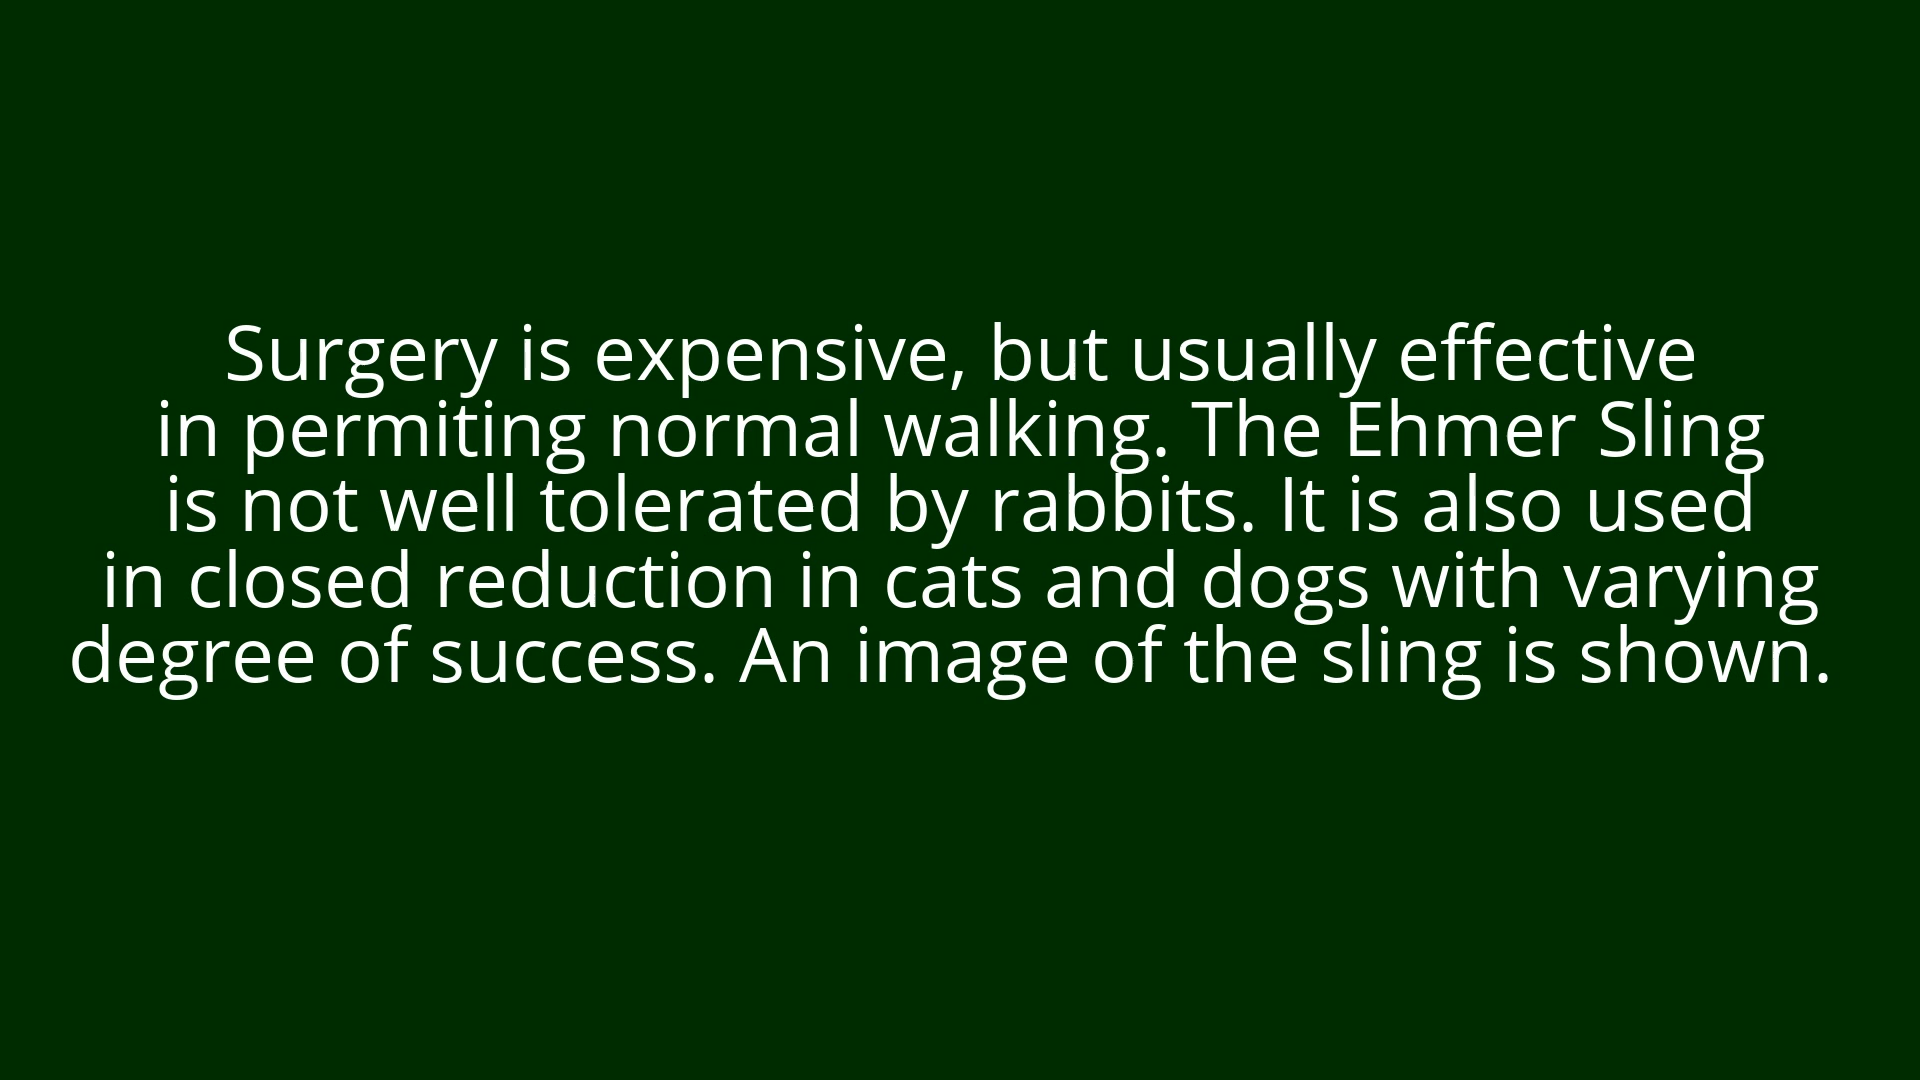 Surgery is expensive, but usually effective
in permiting normal walking. The Ehmer Sling
is not well tolerated by rabbits. It is also used
in closed reduction in cats and dogs with varying
degree of success. An image of the sling is shown.